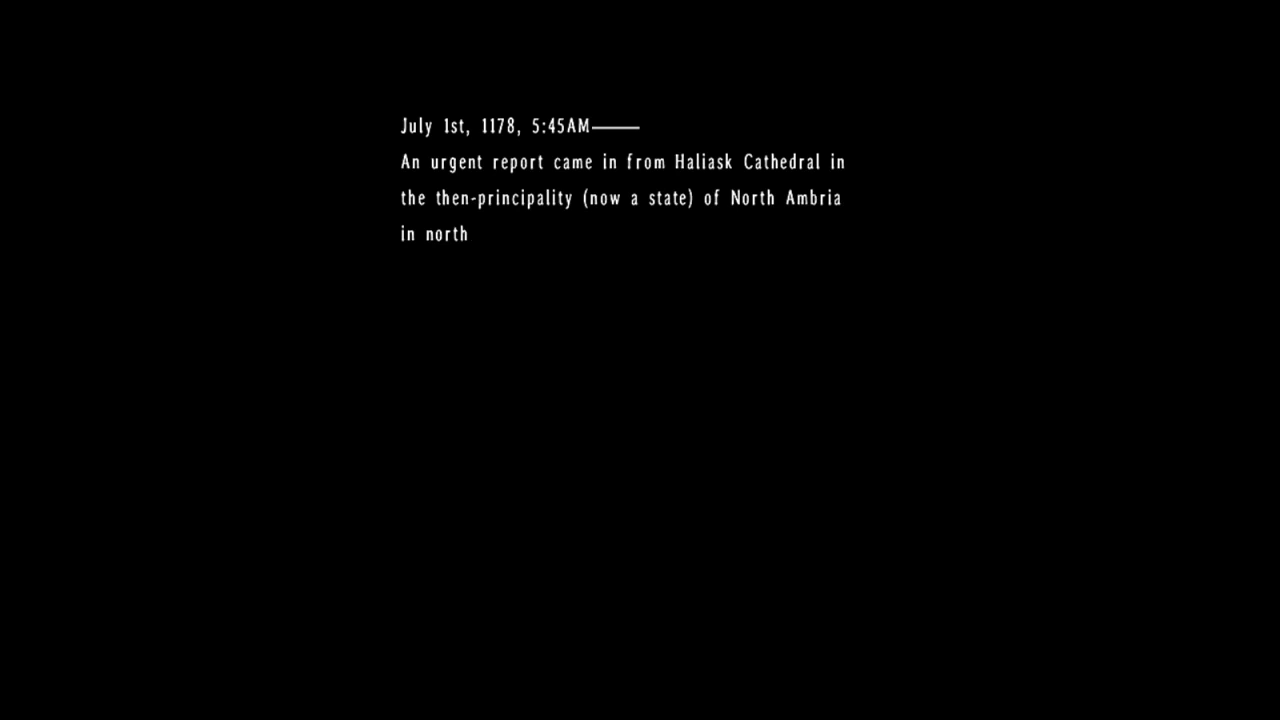 July 1st, 1178, 5:45AM——
An urgent report came in from Haliask Cathedral in
the then-principality (now a state) of North Ambria
in north